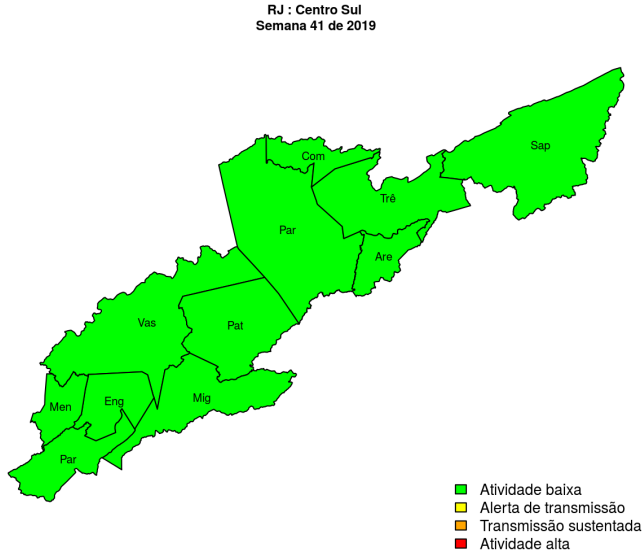 RJ : Centro Sul
Semana 41 de 2019
Sap
Com
Trê
Par
Are
Vas
Pat
Mig
Men
Eng
Par
Atividade baixa
Alerta de transmissão
Transmissão sustentada
Atividade alta